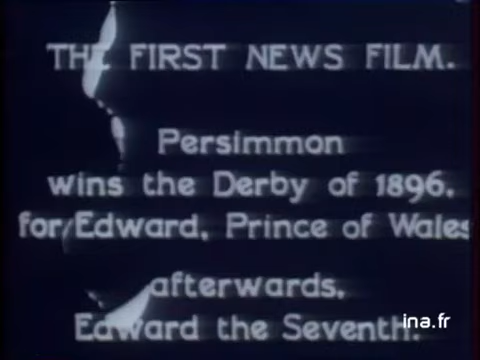 THE FIRST NEWS FILM.
Persimmon
wins the Derby of 1896.
for Edward, Prince of Wales
afterwards,
Edward the Seventh.
ina.fr